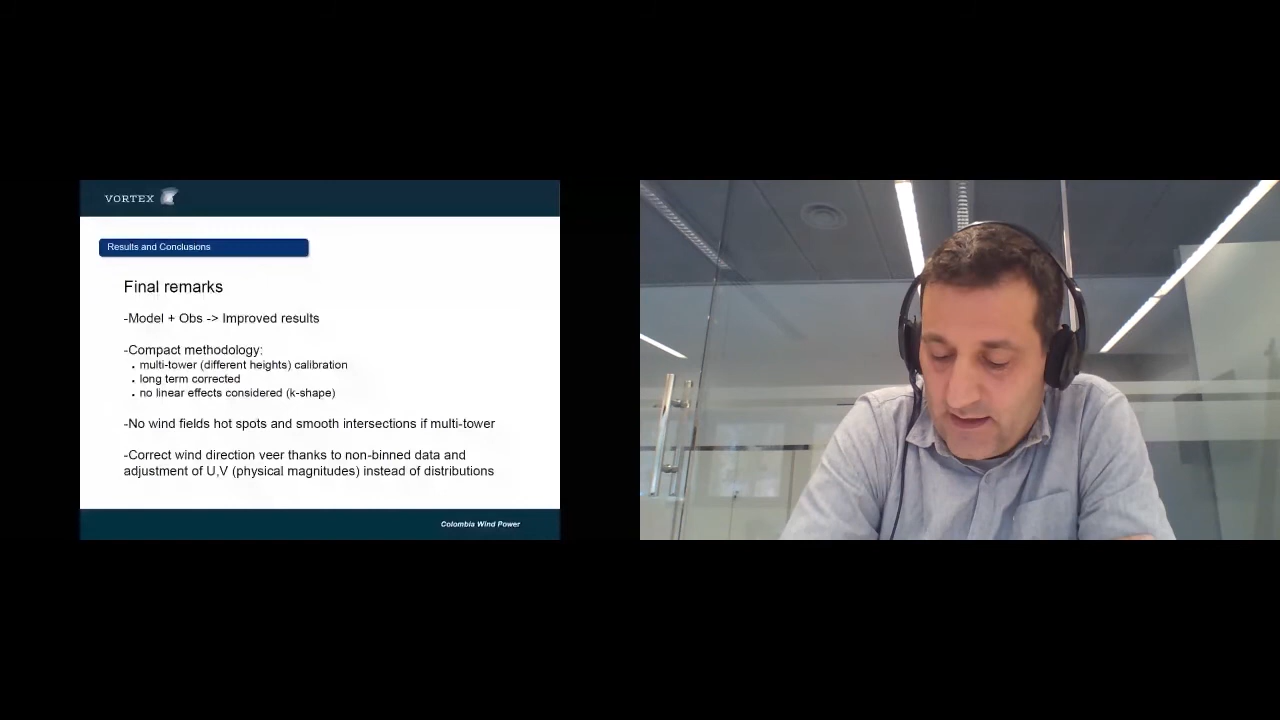 VORTEX
Results and Conclusions
Final remarks
-Model + Obs -> Improved results
-Compact methodology:
• multi-tower (different heights) calibration
• long term corrected
• no linear effects considered (k-shape)
-No wind fields hot spots and smooth intersections if multi-tower
-Correct wind direction veer thanks to non-binned data and
adjustment of U,V (physical magnitudes) instead of distributions
Colombia Wind Power